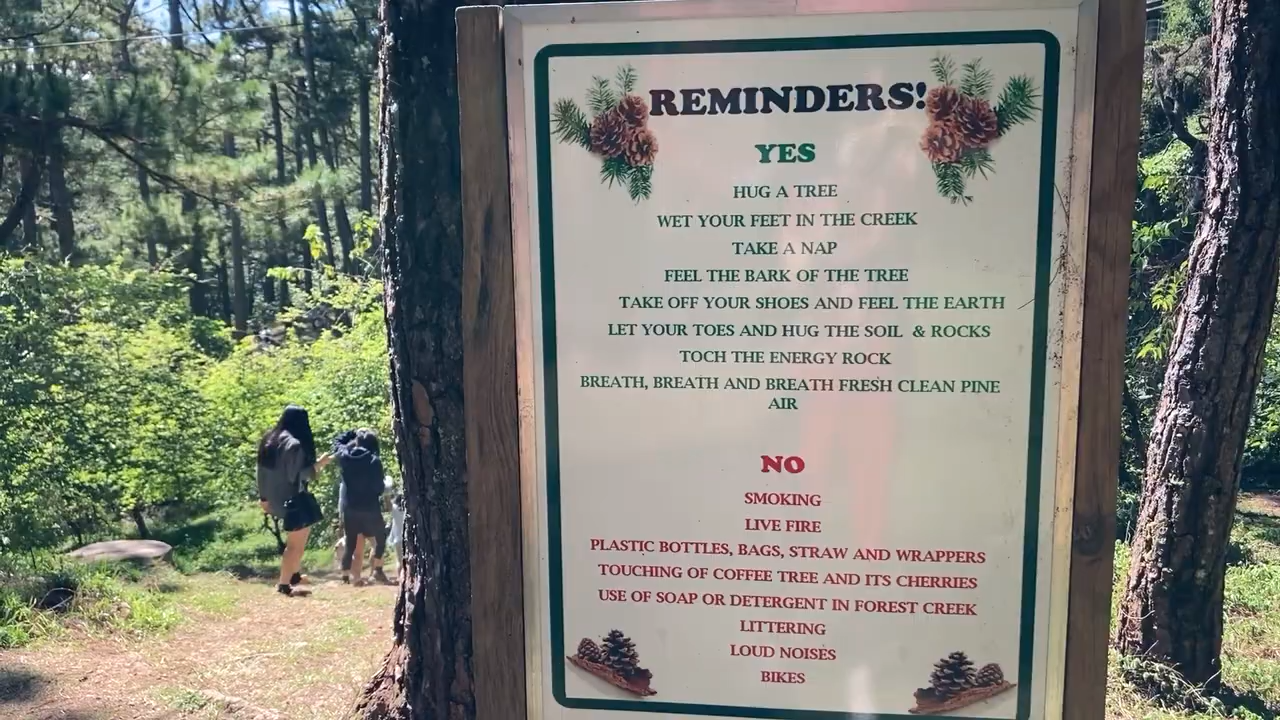 REMINDERS!
YES
HUG A TREE
WET YOUR FEET IN THE CREEK
TAKE A NAP
FEEL THE BARK OF THE TREE
TAKE OFF YOUR SHOES AND FEEL THE EARTH
LET YOUR TOES AND HUG THE SOIL & ROCKS
TOCH THE ENERGY ROCK
BREATH, BREATH AND BREATH FRESH CLEAN PINE
AIR
NO
SMOKING
LIVE FIRE
PLASTIC BOTTLES, BAGS, STRAW AND WRAPPERS
TOUCHING OF COFFEE TREE AND ITS CHERRIES
USE OF SOAP OR DETERGENT IN FOREST CREEK
LITTERING
LOUD NOISES
BIKES